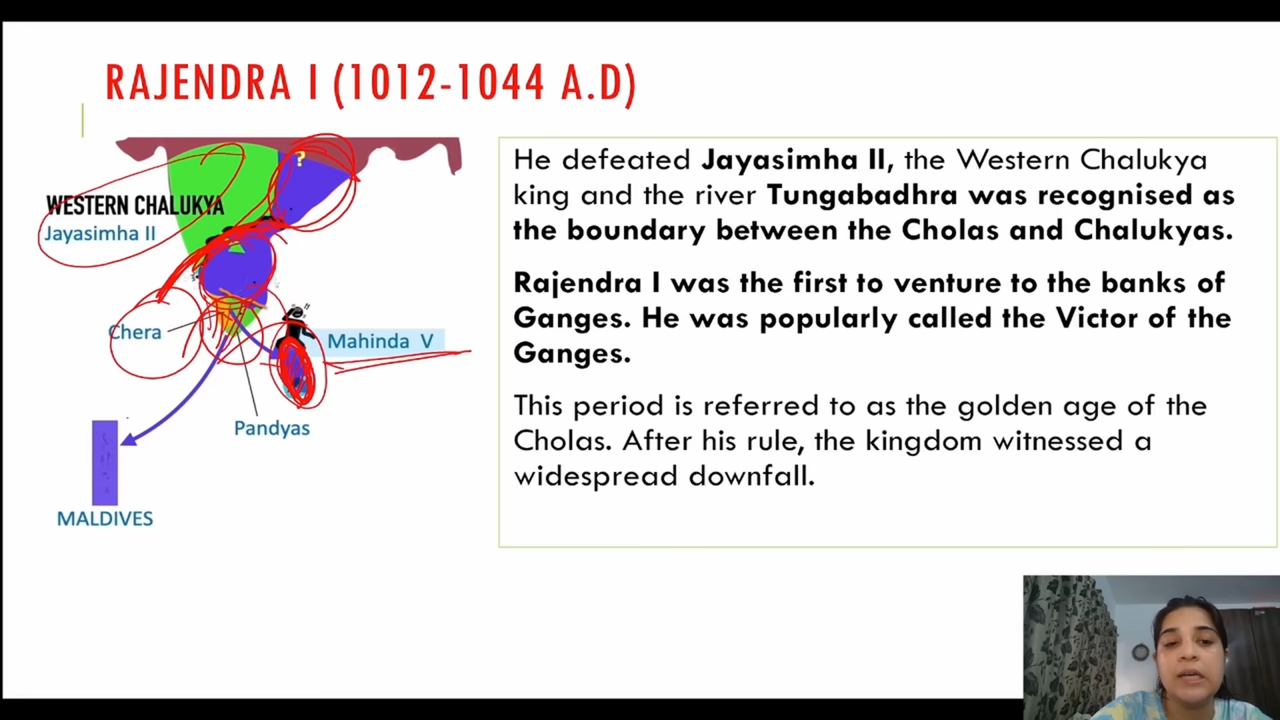 RAJENDRA I (1012-1044 A.D)
?
WESTERN CHALUKYA
Jayasimha II
Chera
Mahinda V
Pandyas
MALDIVES
He defeated Jayasimha II, the Western Chalukya
king and the river Tungabadhra was recognised as
the boundary between the Cholas and Chalukyas.
Rajendra I was the first to venture to the banks of
Ganges. He was popularly called the Victor of the
Ganges.
This period is referred to as the golden age of the
Cholas. After his rule, the kingdom witnessed a
widespread downfall.